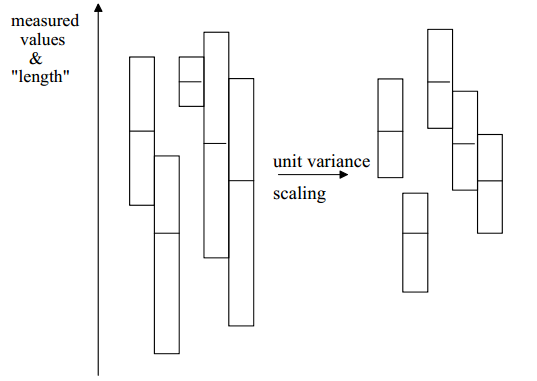 measured
values
&
"length"
unit variance
scaling